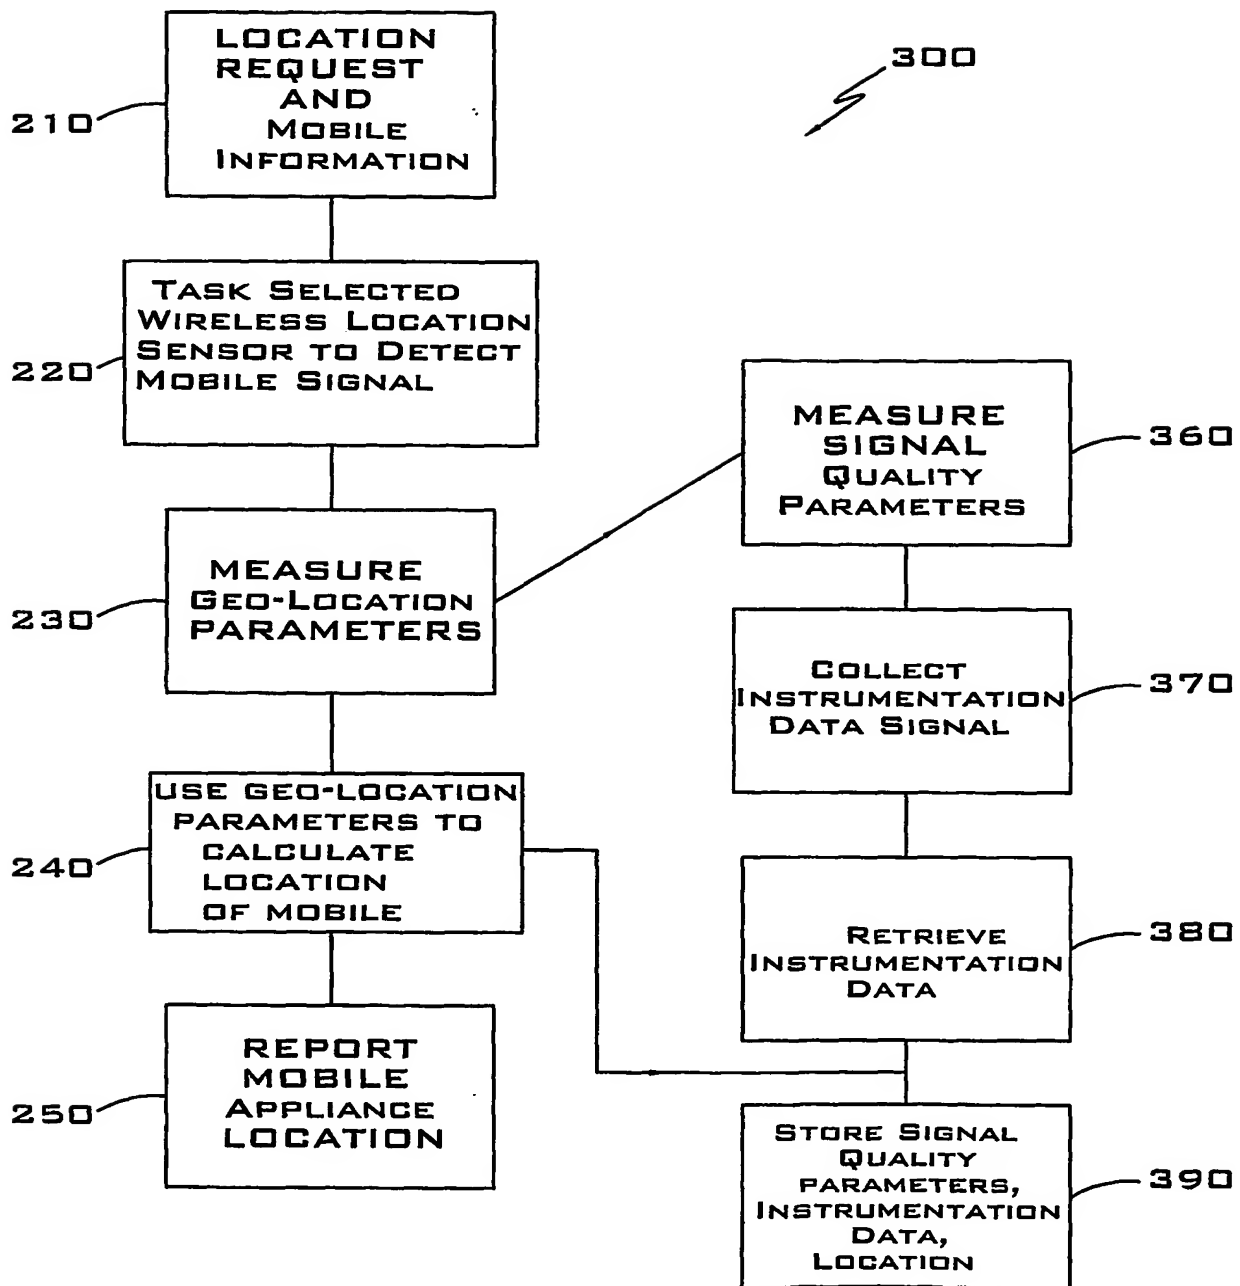 LOCATION
REQUEST
AND
MOBILE
INFORMATION
210
300
TASK SELECTED
WIRELESS LOCATION
SENSOR TO DETECT
MOBILE SIGNAL
220
MEASURE
GEO-LOCATION
PARAMETERS
230
USE GEO-LOCATION
PARAMETERS TO
CALCULATE
LOCATION
OF MOBILE
240
REPORT
MOBILE
APPLIANCE
LOCATION
250
MEASURE
SIGNAL
QUALITY
PARAMETERS
360
COLLECT
INSTRUMENTATION
DATA SIGNAL
370
RETRIEVE
INSTRUMENTATION
DATA
380
STORE SIGNAL
QUALITY
PARAMETERS,
INSTRUMENTATION
DATA,
LOCATION
390